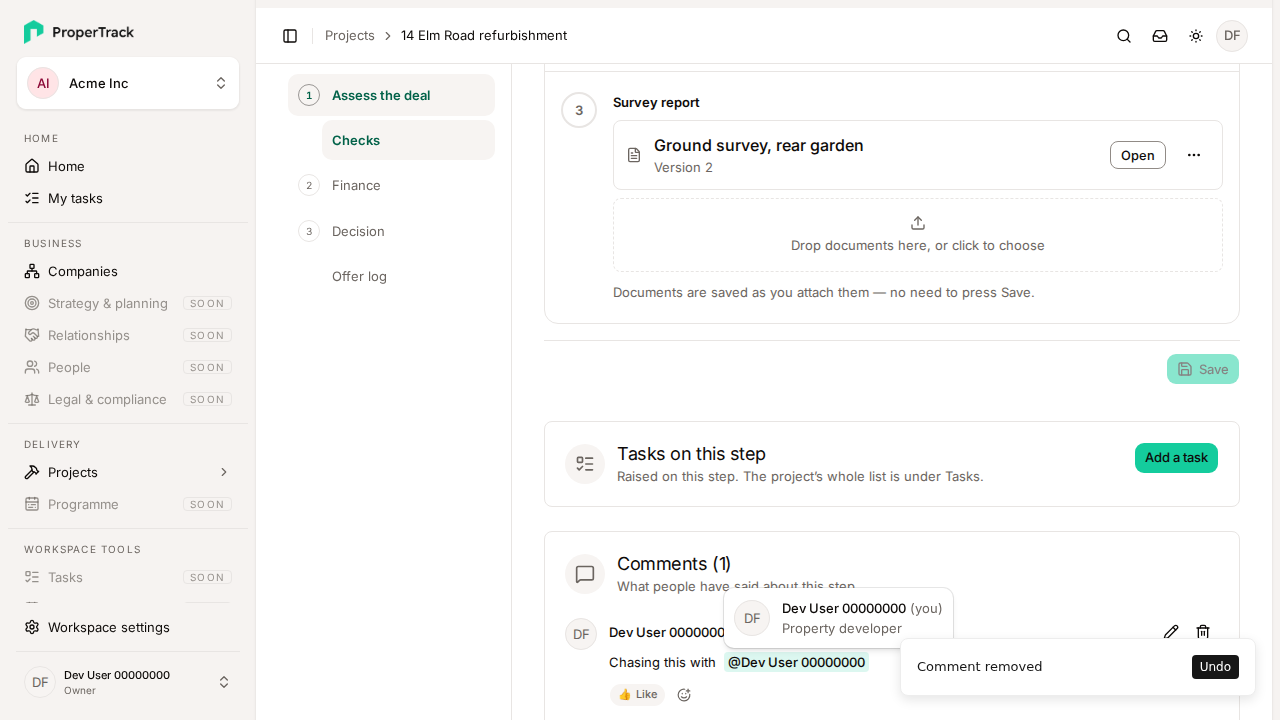 ProperTrack
AI
Acme Inc
HOME
Home
My tasks
BUSINESS
Companies
Strategy & planning SOON
Relationships SOON
People SOON
Legal & compliance SOON
DELIVERY
Projects
Programme SOON
WORKSPACE TOOLS
Tasks SOON
Workspace settings
DF
Dev User 00000000
Owner
Projects
14 Elm Road refurbishment
DF
1 Assess the deal
Checks
2 Finance
3 Decision
Offer log
3
Survey report
Ground survey, rear garden
Version 2
Open
Drop documents here, or click to choose
Documents are saved as you attach them — no need to press Save.
Save
Tasks on this step
Raised on this step. The project’s whole list is under Tasks.
Add a task
Comments (1)
What people have said about this step
DF
Dev User 00000000 (you)
Property developer
DF
Dev User 0000000
Chasing this with @Dev User 00000000
👍 Like
Comment removed
Undo